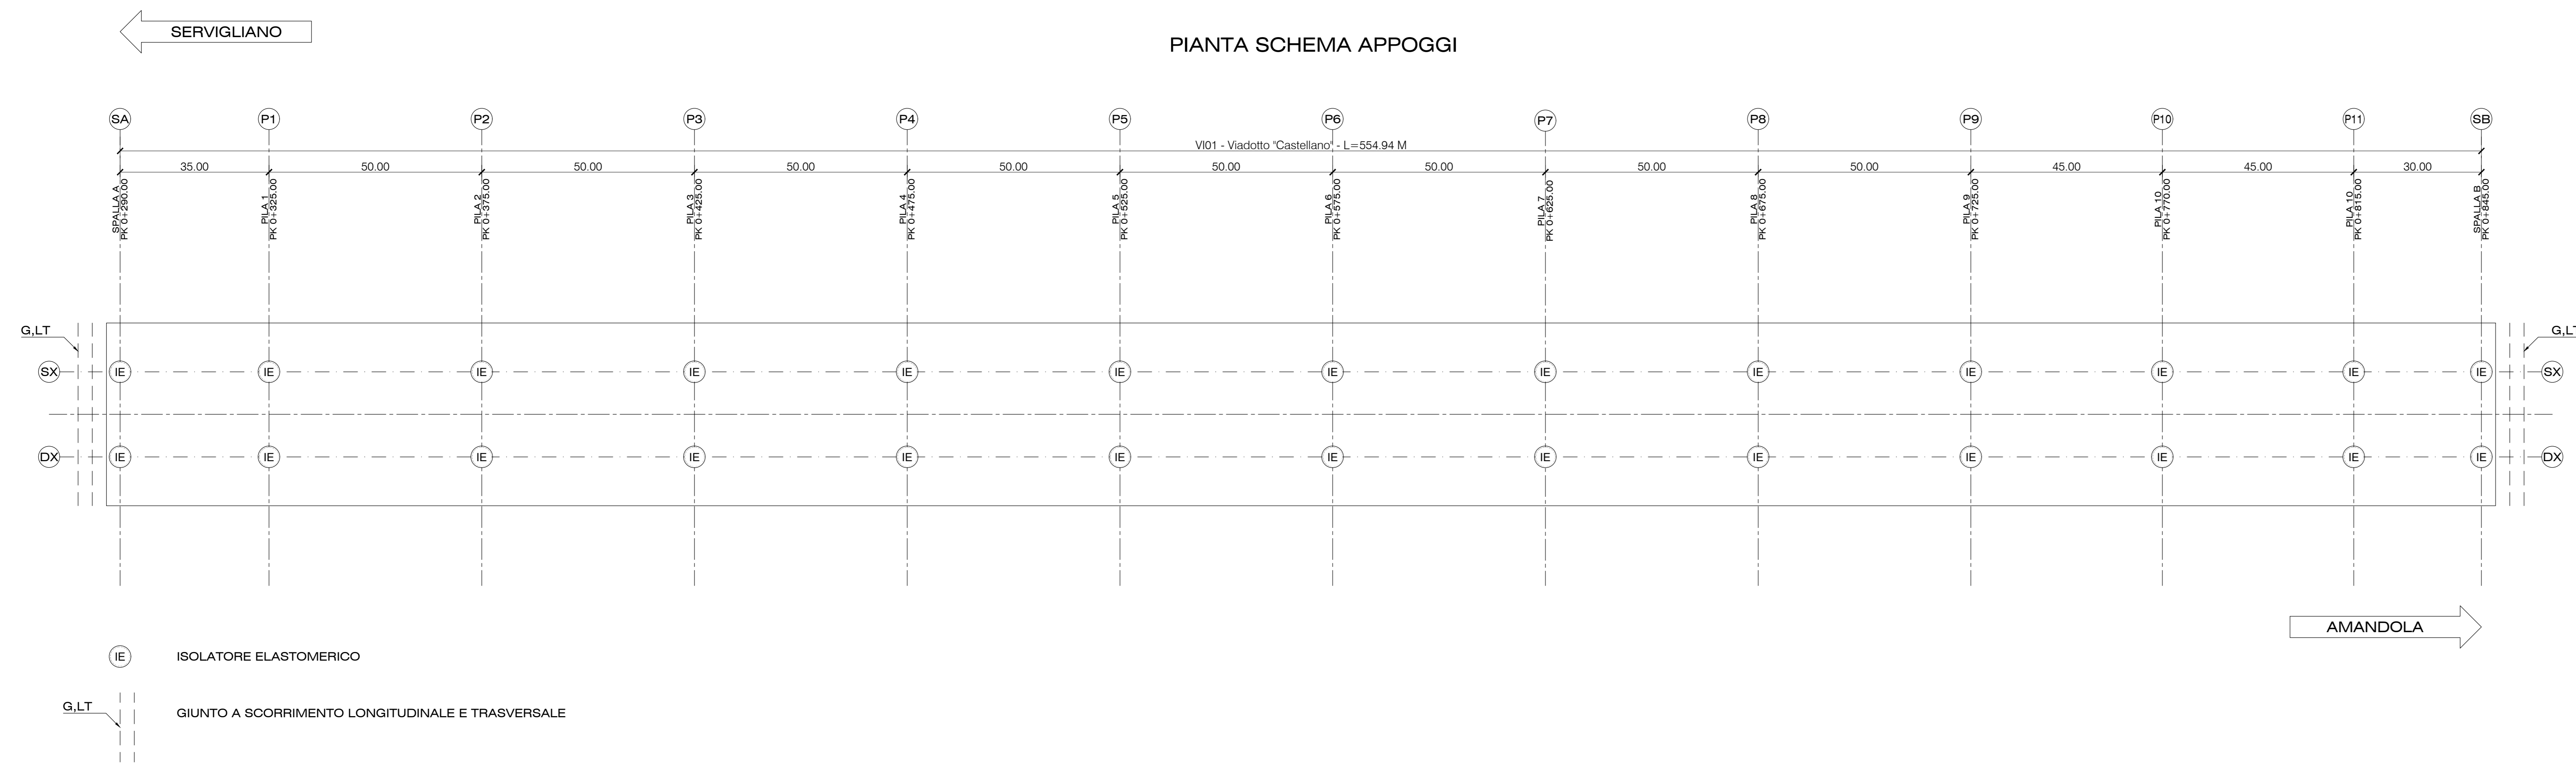 SERVIGLIANO
PIANTA SCHEMA APPOGGI
SA P1 P2 P3 P4 P5 P6 P7 P8 P9 P10 P11 SB
VI01 - Viadotto "Castellano" - L=554.94 M
35.00 50.00 50.00 50.00 50.00 50.00 50.00 50.00 50.00 45.00 45.00 30.00
SPALLA A
PK 0+290.00
PILA 1
PK 0+325.00
PILA 2
PK 0+375.00
PILA 3
PK 0+425.00
PILA 4
PK 0+475.00
PILA 5
PK 0+525.00
PILA 6
PK 0+575.00
PILA 7
PK 0+625.00
PILA 8
PK 0+675.00
PILA 9
PK 0+725.00
PILA 10
PK 0+770.00
PILA 10
PK 0+815.00
SPALLA B
PK 0+845.00
G,LT G,LT
SX IE IE IE IE IE IE IE IE IE IE IE IE IE SX
DX IE IE IE IE IE IE IE IE IE IE IE IE IE DX
AMANDOLA
IE ISOLATORE ELASTOMERICO
G,LT GIUNTO A SCORRIMENTO LONGITUDINALE E TRASVERSALE